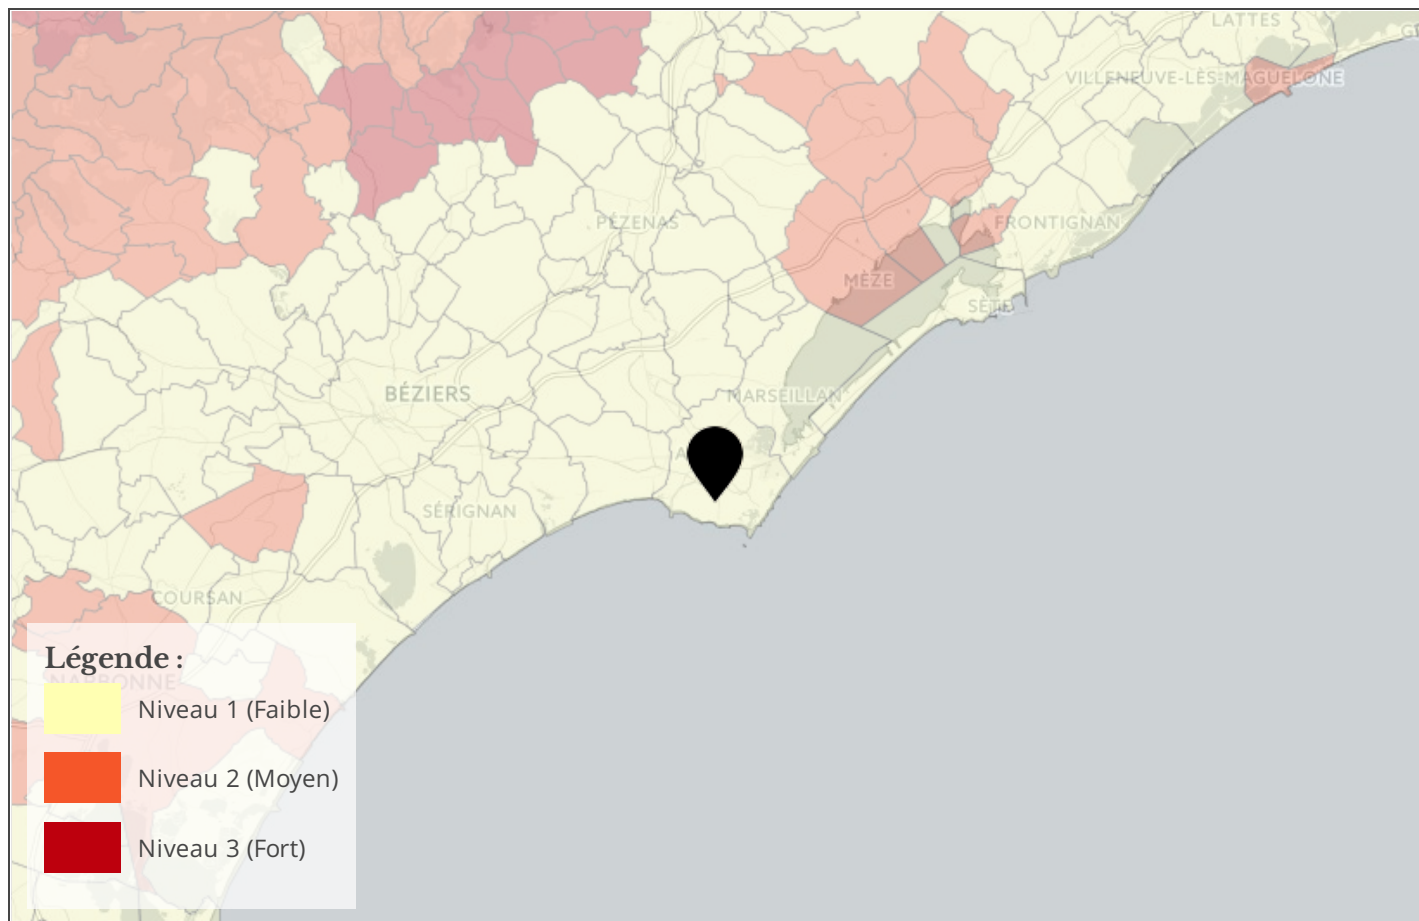 LATTES
VILLENEUVE-LÈS-MAGUELONE
PÉZENAS
FRONTIGNAN
MÈZE
SÈTE
BÉZIERS
MARSEILLAN
SÉRIGNAN
COURSAN
Légende :
NARBONNE
Niveau 1 (Faible)
Niveau 2 (Moyen)
Niveau 3 (Fort)